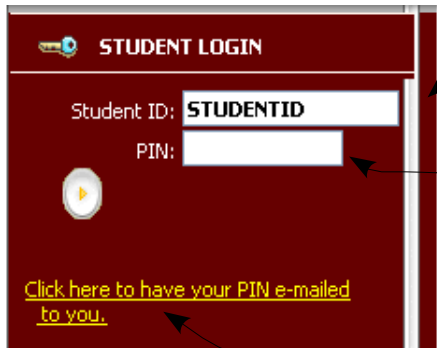 STUDENT LOGIN
Student ID: STUDENTID
PIN:
Click here to have your PIN e-mailed
to you.